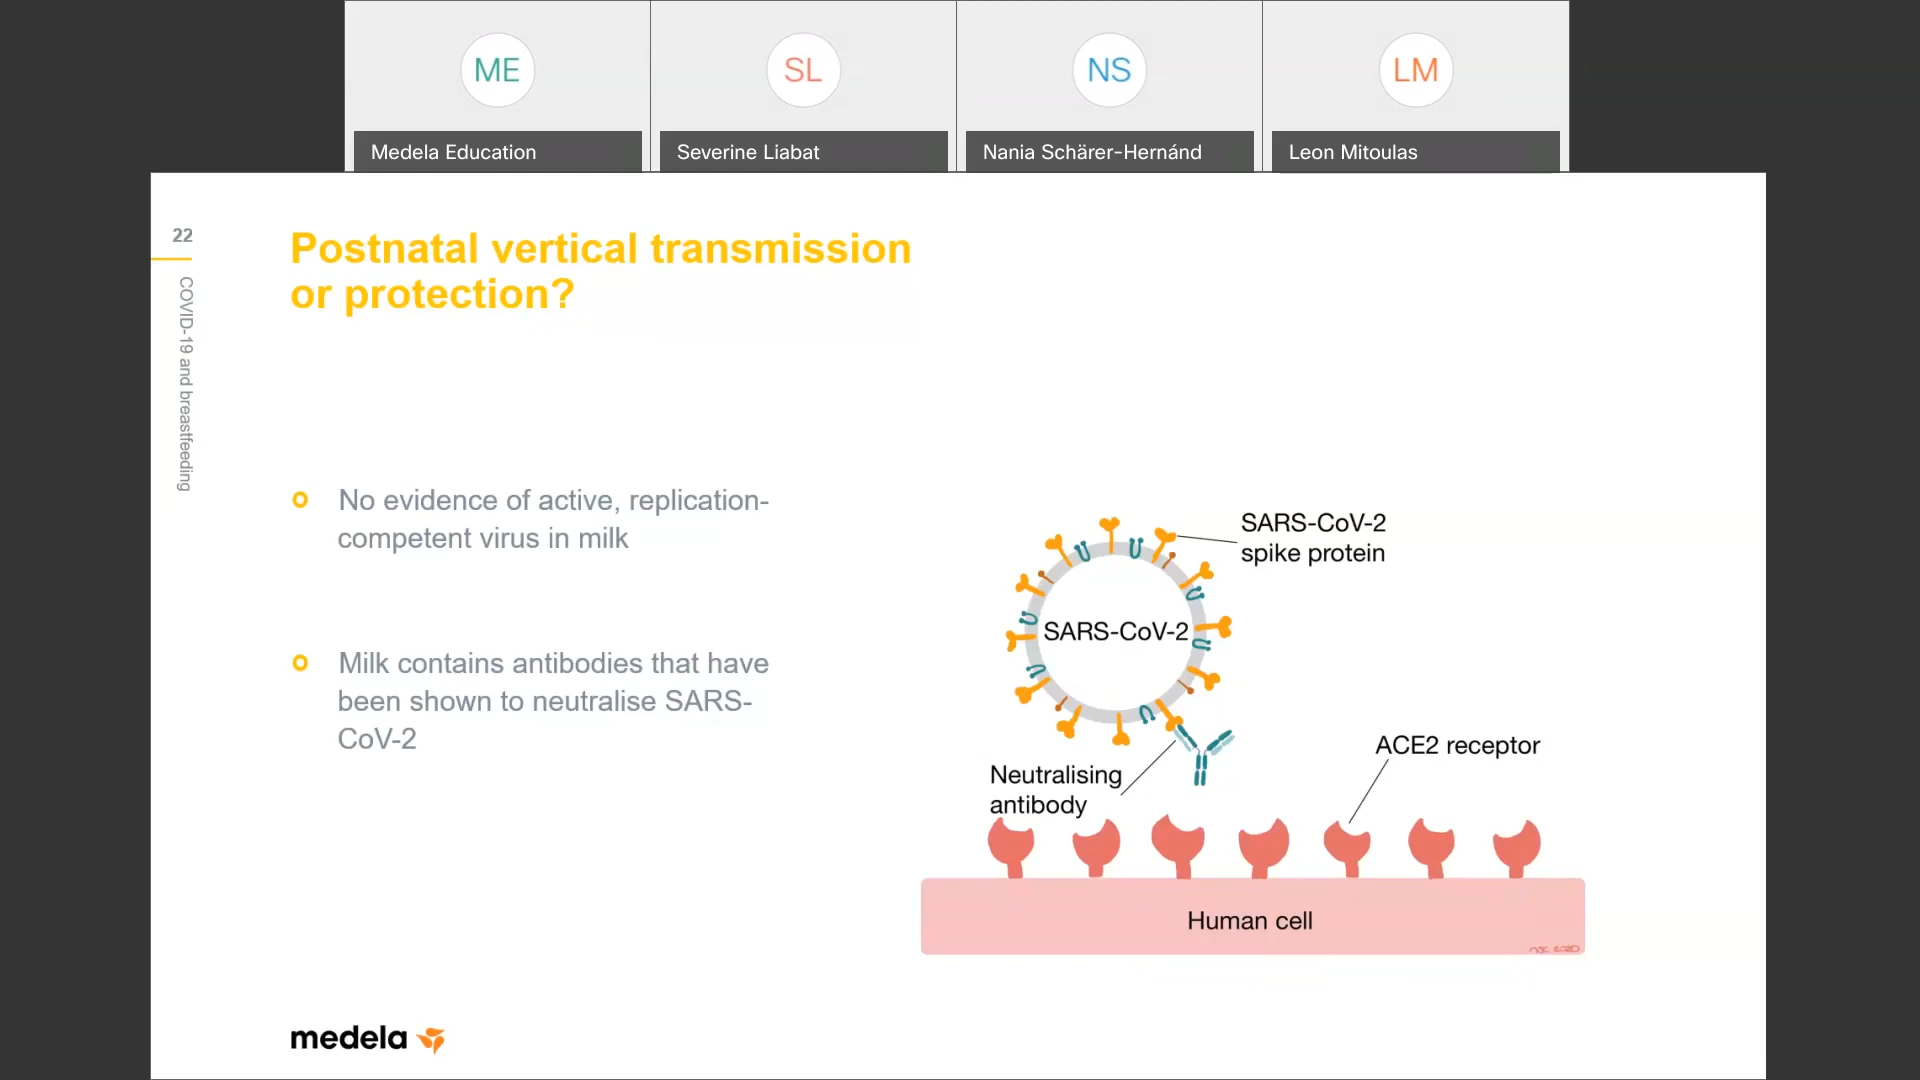 ME
SL
NS
LM
Medela Education
Severine Liabat
Nania Schärer-Hernánd
Leon Mitoulas
22
COVID-19 and breastfeeding
Postnatal vertical transmission
or protection?
No evidence of active, replication-
competent virus in milk
Milk contains antibodies that have
been shown to neutralise SARS-
CoV-2
SARS-CoV-2
spike protein
SARS-CoV-2
Neutralising
antibody
ACE2 receptor
Human cell
medela